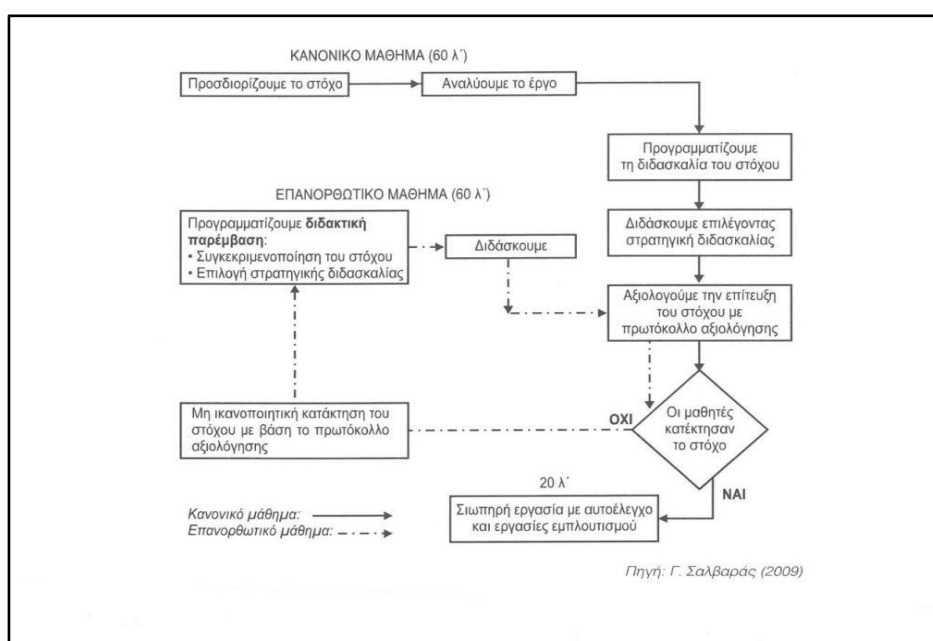 ΚΑΝΟΝΙΚΟ ΜΑΘΗΜΑ (60 λ΄)
Προσδιορίζουμε το στόχο
Αναλύουμε το έργο
Προγραμματίζουμε
τη διδασκαλία του στόχου
ΕΠΑΝΟΡΘΩΤΙΚΟ ΜΑΘΗΜΑ (60 λ΄)
Προγραμματίζουμε διδακτική
παρέμβαση:
• Συγκεκριμενοποίηση του στόχου
• Επιλογή στρατηγικής διδασκαλίας
Διδάσκουμε
Διδάσκουμε επιλέγοντας
στρατηγική διδασκαλίας
Αξιολογούμε την επίτευξη
του στόχου με
πρωτόκολλο αξιολόγησης
Μη ικανοποιητική κατάκτηση του
στόχου με βάση το πρωτόκολλο
αξιολόγησης
ΟΧΙ
Οι μαθητές
κατέκτησαν
το στόχο
ΝΑΙ
20 λ΄
Σιωπηρή εργασία με αυτοέλεγχο
και εργασίες εμπλουτισμού
Κανονικό μάθημα:
Επανορθωτικό μάθημα:
Πηγή: Γ. Σαλβαράς (2009)